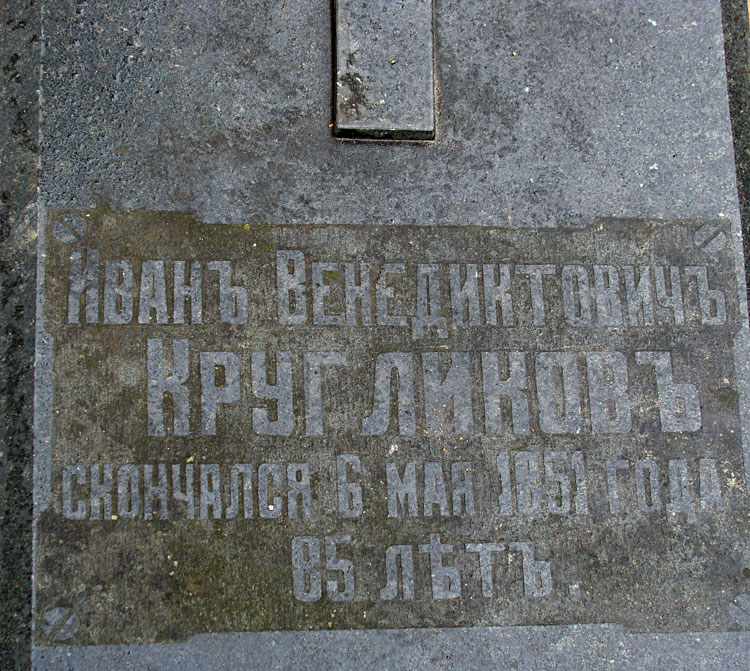 Иванъ Венедиктовичъ
Кругликовъ
скончался 6 мая 1851 года
85 лѣтъ.